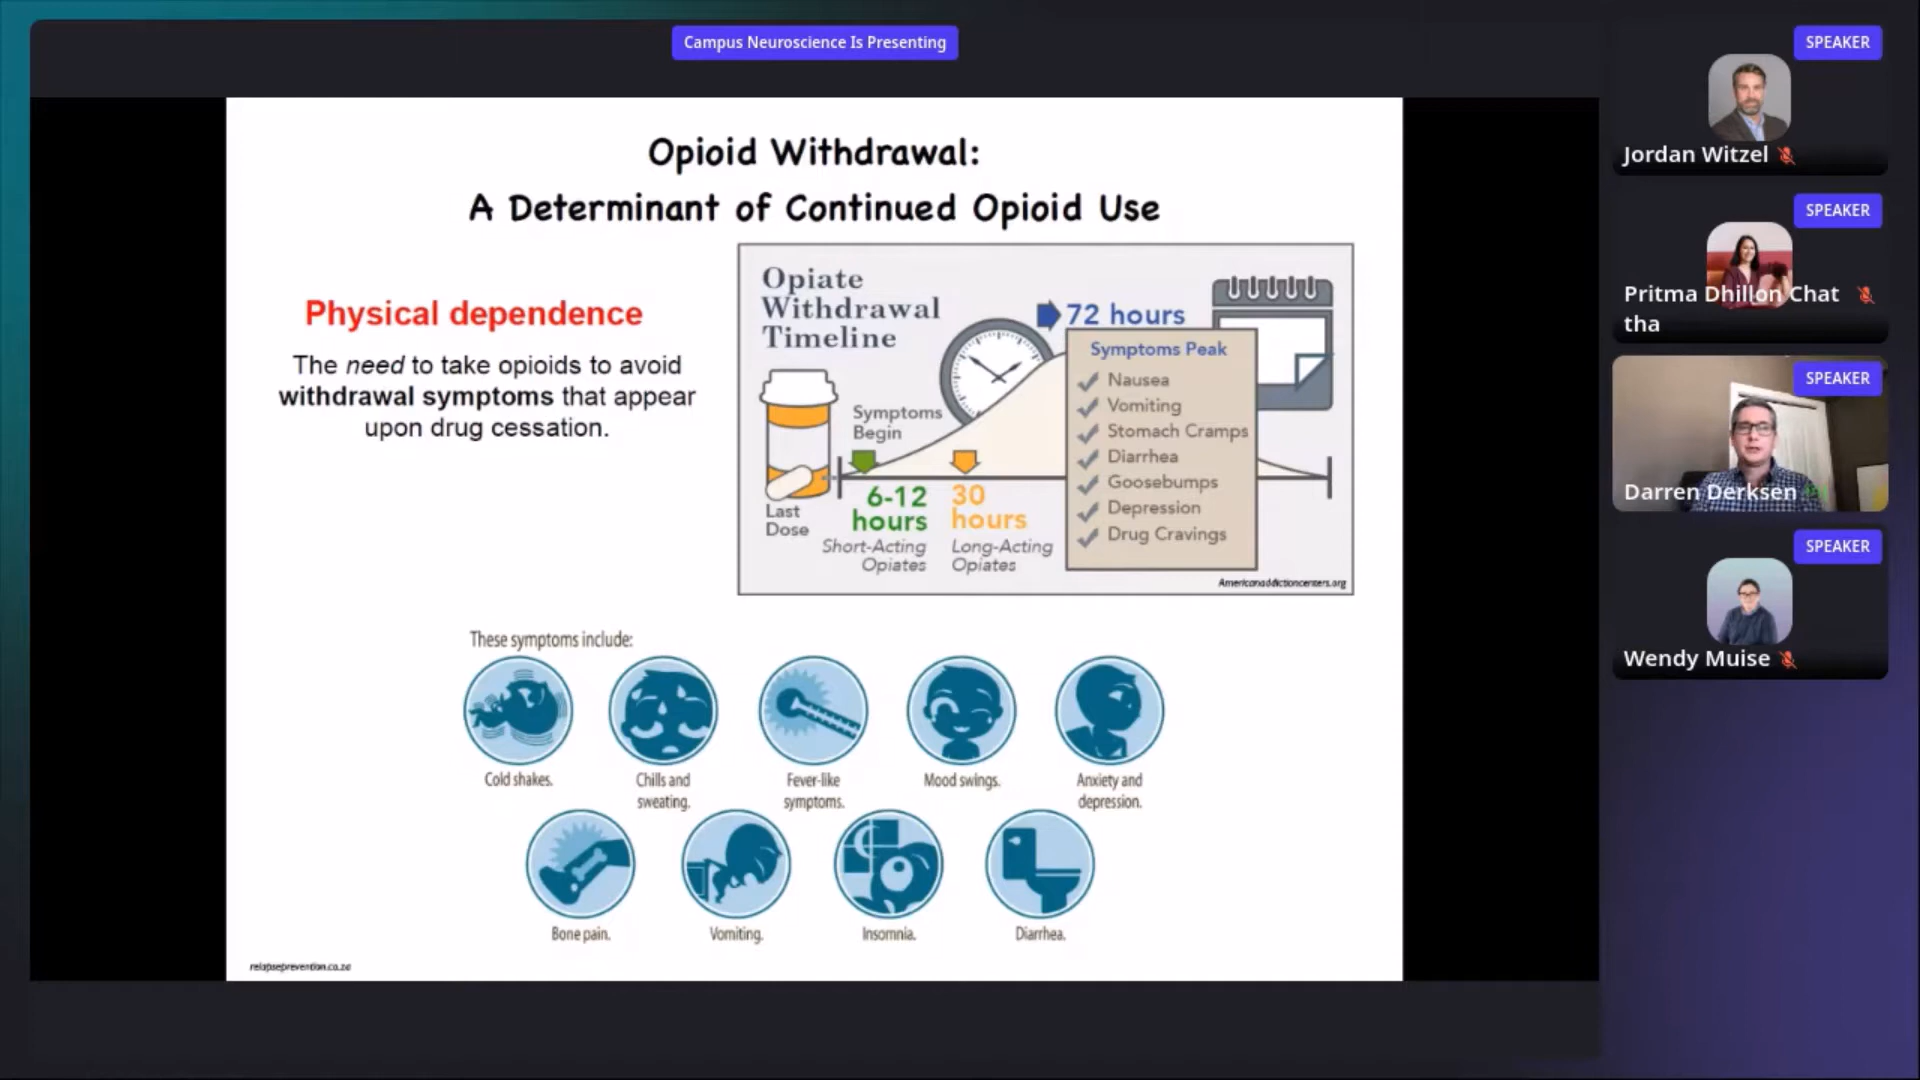 Campus Neuroscience Is Presenting
Opioid Withdrawal:
A Determinant of Continued Opioid Use
Physical dependence
The need to take opioids to avoid
withdrawal symptoms that appear
upon drug cessation.
Opiate
Withdrawal
Timeline
72 hours
Symptoms Peak
Nausea
Vomiting
Stomach Cramps
Diarrhea
Goosebumps
Depression
Drug Cravings
Symptoms
Begin
Last
Dose
6-12
hours
Short-Acting
Opiates
30
hours
Long-Acting
Opiates
Americanaddictioncenters.org
These symptoms include:
Cold shakes.
Chills and
sweating.
Fever-like
symptoms.
Mood swings.
Anxiety and
depression.
Bone pain.
Vomiting.
Insomnia.
Diarrhea.
relapseprevention.co.za
SPEAKER
Jordan Witzel
SPEAKER
Pritma Dhillon Chat
tha
SPEAKER
Darren Derksen
SPEAKER
Wendy Muise